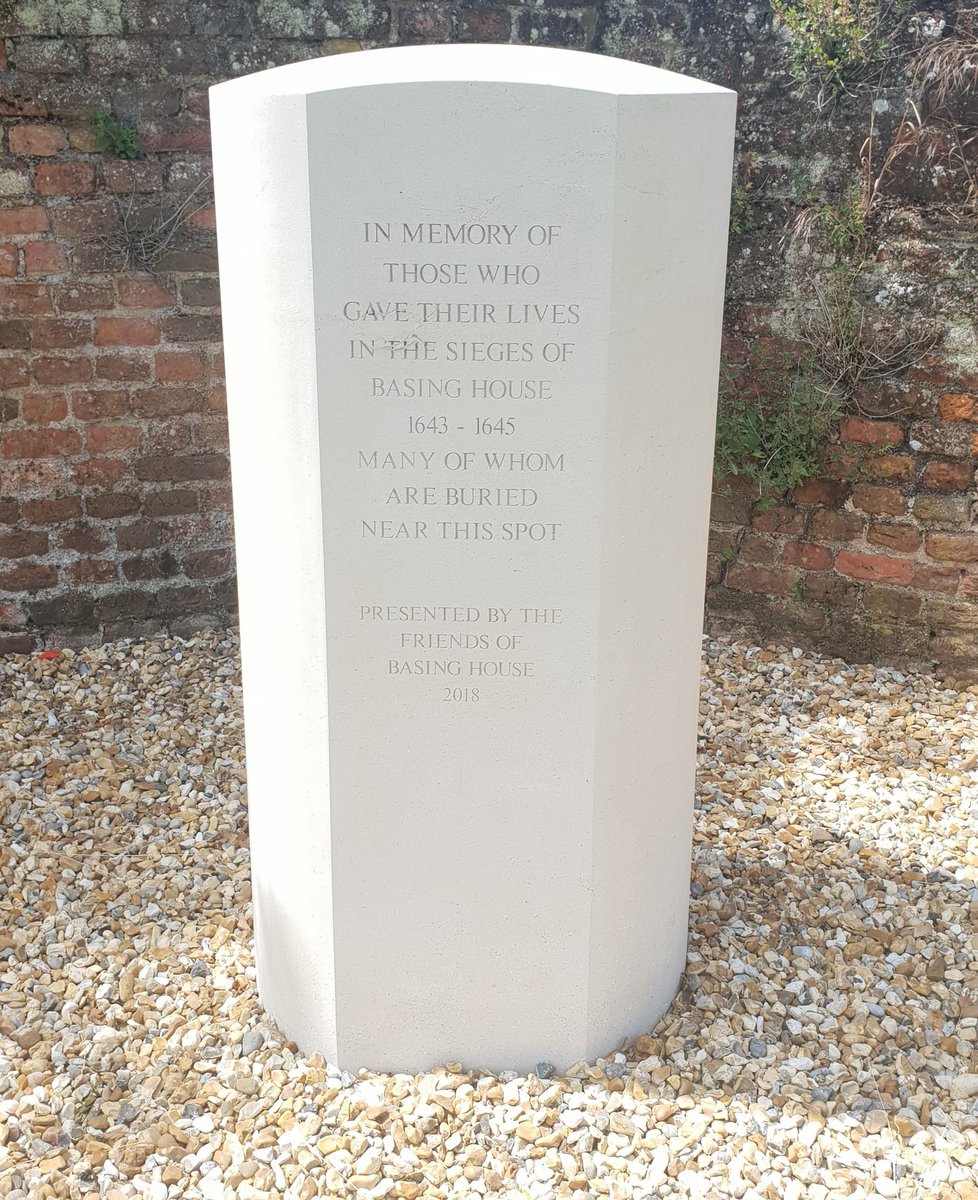 IN MEMORY OF
THOSE WHO
GAVE THEIR LIVES
IN THE SIEGES OF
BASING HOUSE
1643 - 1645
MANY OF WHOM
ARE BURIED
NEAR THIS SPOT
PRESENTED BY THE
FRIENDS OF
BASING HOUSE
2018